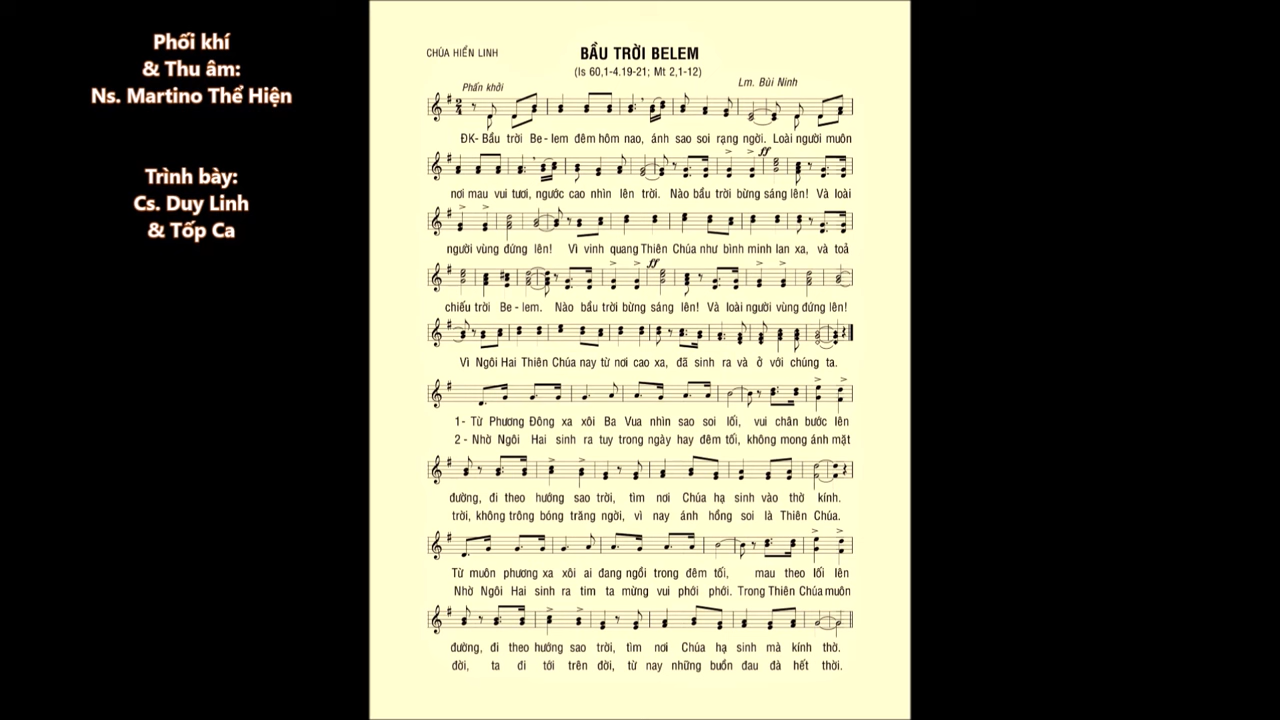 Phối khí
& Thu âm:
Ns. Martino Thể Hiện
Trình bày:
Cs. Duy Linh
& Tốp Ca
CHÚA HIỂN LINH
BẦU TRỜI BELEM
(Is 60,1-4.19-21; Mt 2,1-12)
Phấn khởi
Lm. Bùi Ninh
ĐK- Bầu trời Be - lem đêm hôm nao, ánh sao soi rạng ngời. Loài người muôn
ff
nơi mau vui tươi, ngước cao nhìn lên trời. Nào bầu trời bừng sáng lên! Và loài
người vùng đứng lên! Vì vinh quang Thiên Chúa như bình minh lan xa, và toả
ff
chiếu trời Be - lem. Nào bầu trời bừng sáng lên! Và loài người vùng đứng lên!
Vì Ngôi Hai Thiên Chúa nay từ nơi cao xa, đã sinh ra và ở với chúng ta.
1- Từ Phương Đông xa xôi Ba Vua nhìn sao soi lối, vui chân bước lên
2 - Nhờ Ngôi Hai sinh ra tuy trong ngày hay đêm tối, không mong ánh mặt
đường, đi theo hướng sao trời, tìm nơi Chúa hạ sinh vào thờ kính.
trời, không trông bóng trăng ngời, vì nay ánh hồng soi là Thiên Chúa.
Từ muôn phương xa xôi ai đang ngồi trong đêm tối, mau theo lối lên
Nhờ Ngôi Hai sinh ra tim ta mừng vui phới phới. Trong Thiên Chúa muôn
đường, đi theo hướng sao trời, tìm nơi Chúa hạ sinh mà kính thờ.
đời, ta đi tới trên đời, từ nay những buồn đau đà hết thời.